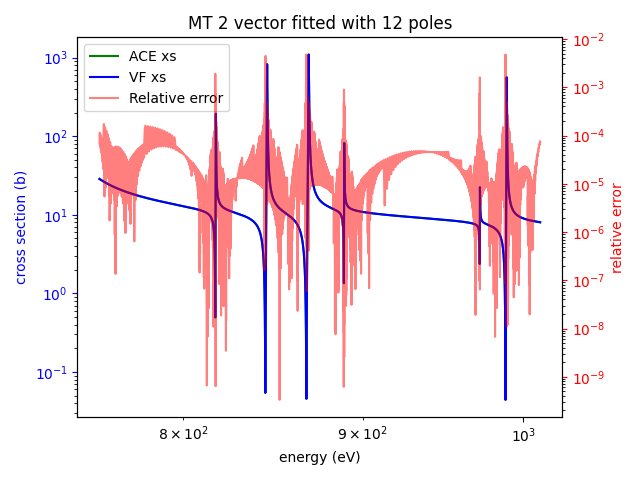 MT 2 vector fitted with 12 poles
ACE xs
VF xs
Relative error
10³
10²
10¹
10⁰
10⁻¹
cross section (b)
10⁻²
10⁻³
10⁻⁴
10⁻⁵
10⁻⁶
10⁻⁷
10⁻⁸
10⁻⁹
relative error
8 × 10² 9 × 10² 10³
energy (eV)